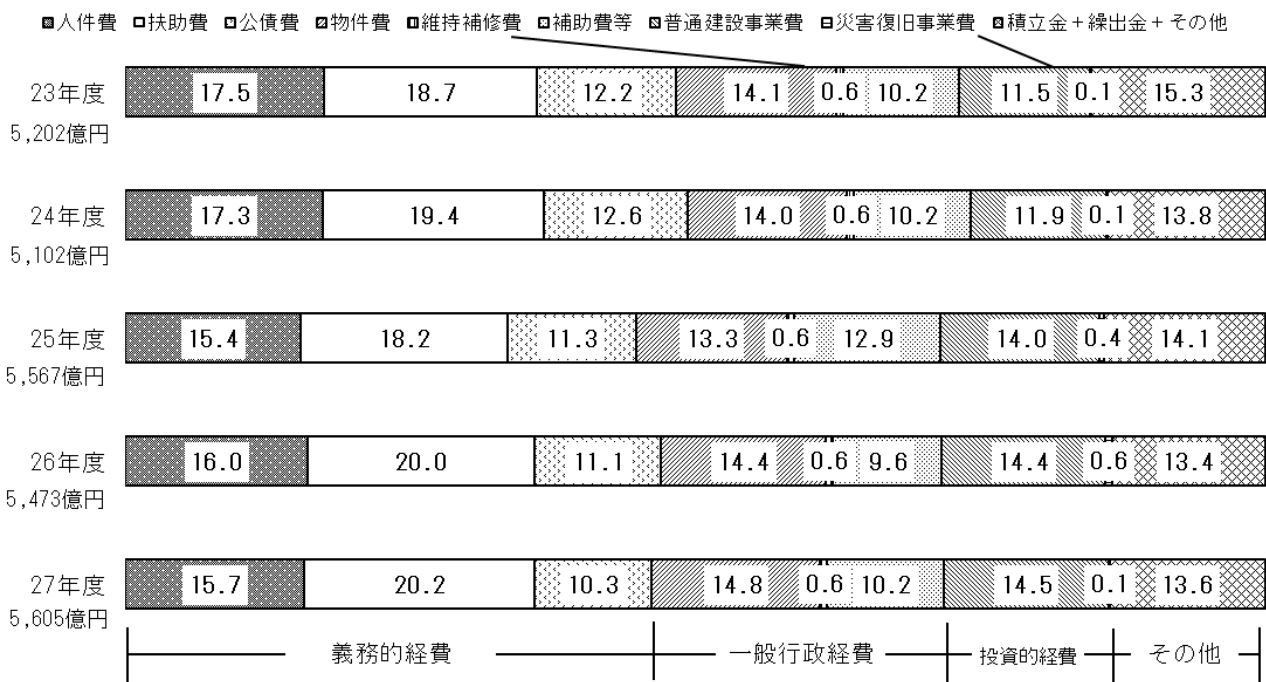 ■人件費 □扶助費 □公債費 ▨物件費 ▥維持補修費 □補助費等 ▧普通建設事業費 ⊟災害復旧事業費 ▩積立金+繰出金+その他
23年度 17.5 18.7 12.2 14.1 0.6 10.2 11.5 0.1 15.3
5,202億円
24年度 17.3 19.4 12.6 14.0 0.6 10.2 11.9 0.1 13.8
5,102億円
25年度 15.4 18.2 11.3 13.3 0.6 12.9 14.0 0.4 14.1
5,567億円
26年度 16.0 20.0 11.1 14.4 0.6 9.6 14.4 0.6 13.4
5,473億円
27年度 15.7 20.2 10.3 14.8 0.6 10.2 14.5 0.1 13.6
5,605億円
義務的経費 一般行政経費 投資的経費 その他